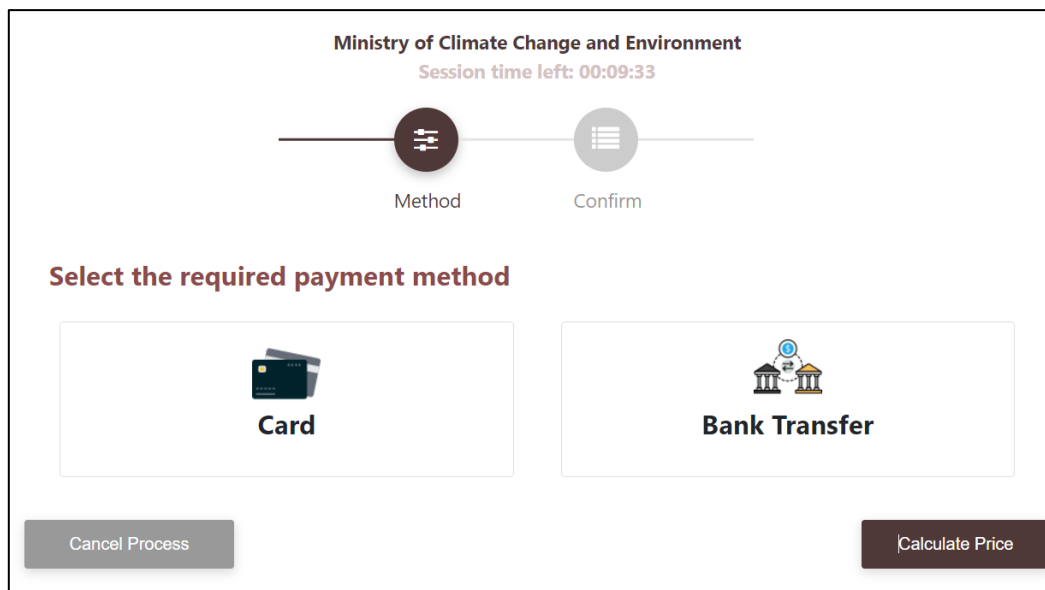 Ministry of Climate Change and Environment
Session time left: 00:09:33
Method
Confirm
Select the required payment method
Card
Bank Transfer
Cancel Process
Calculate Price